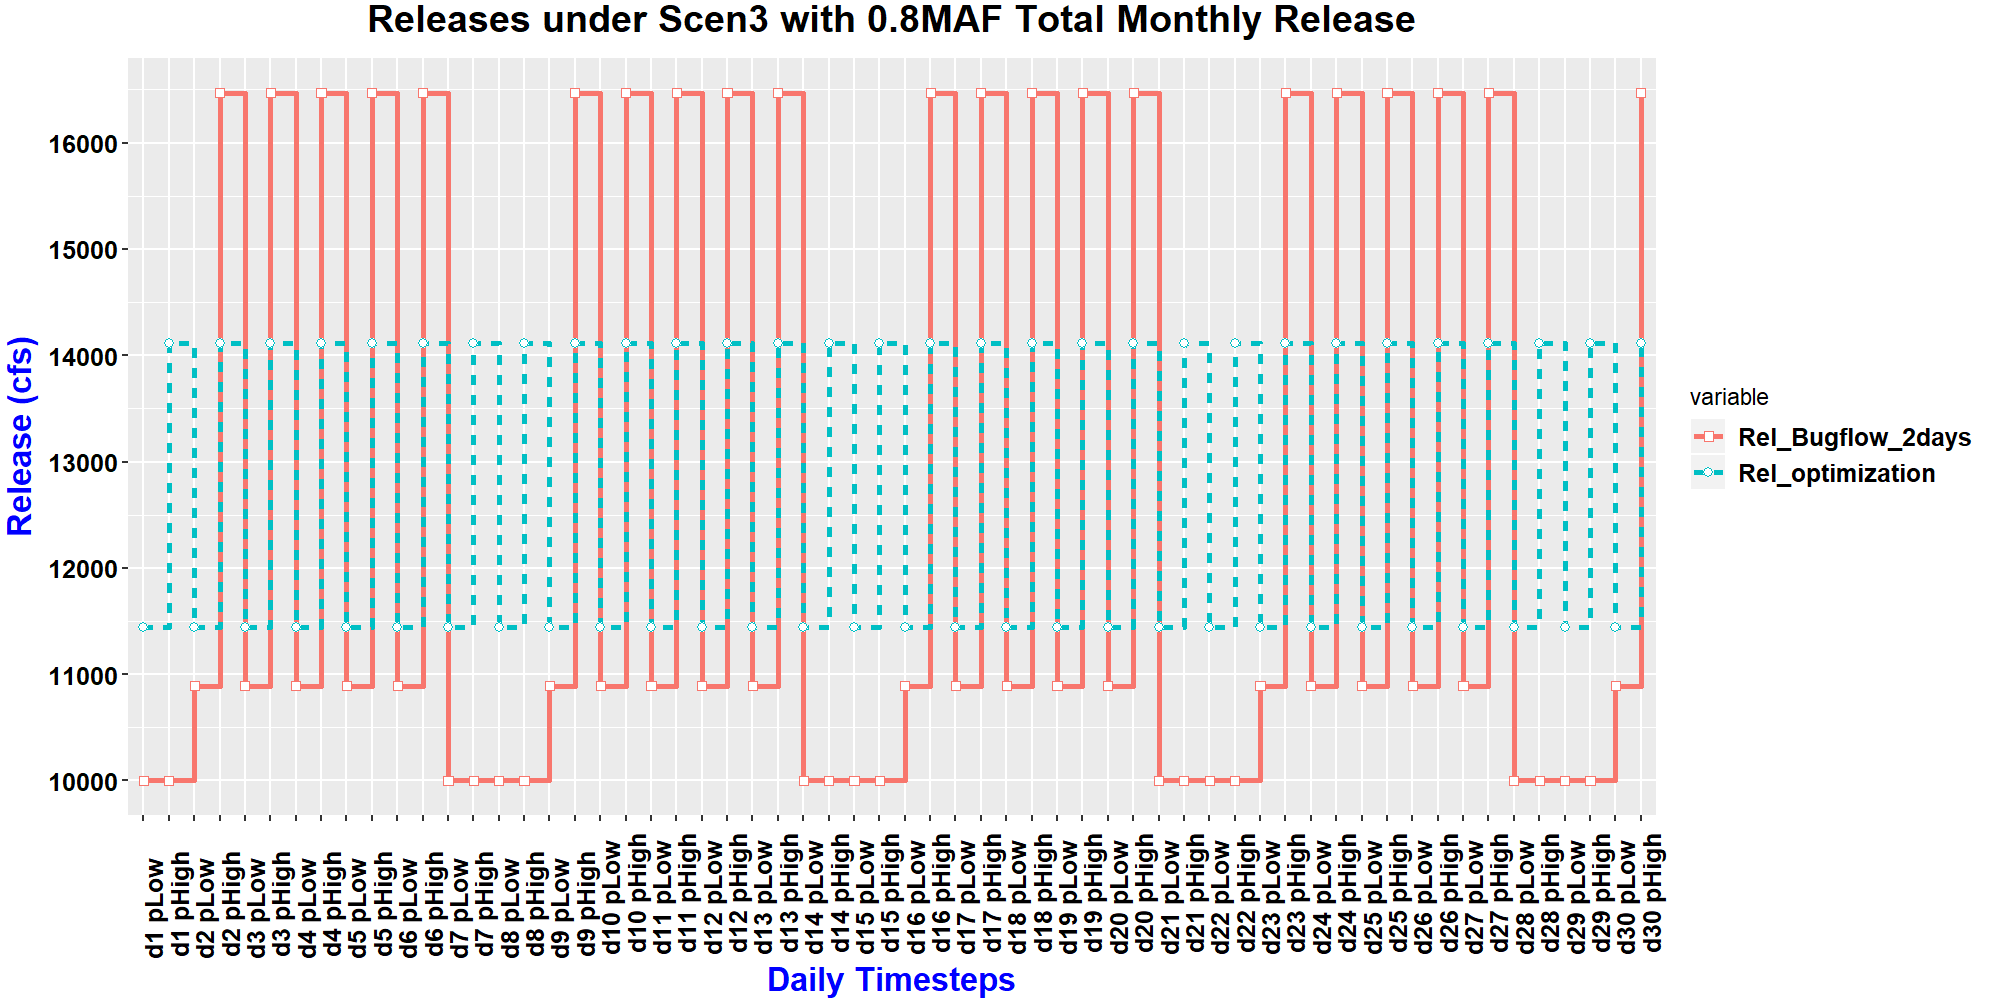 Releases under Scen3 with 0.8MAF Total Monthly Release
Release (cfs)
16000
15000
14000
13000
12000
11000
10000
d1 pLow
d1 pHigh
d2 pLow
d2 pHigh
d3 pLow
d3 pHigh
d4 pLow
d4 pHigh
d5 pLow
d5 pHigh
d6 pLow
d6 pHigh
d7 pLow
d7 pHigh
d8 pLow
d8 pHigh
d9 pLow
d9 pHigh
d10 pLow
d10 pHigh
d11 pLow
d11 pHigh
d12 pLow
d12 pHigh
d13 pLow
d13 pHigh
d14 pLow
d14 pHigh
d15 pLow
d15 pHigh
d16 pLow
d16 pHigh
d17 pLow
d17 pHigh
d18 pLow
d18 pHigh
d19 pLow
d19 pHigh
d20 pLow
d20 pHigh
d21 pLow
d21 pHigh
d22 pLow
d22 pHigh
d23 pLow
d23 pHigh
d24 pLow
d24 pHigh
d25 pLow
d25 pHigh
d26 pLow
d26 pHigh
d27 pLow
d27 pHigh
d28 pLow
d28 pHigh
d29 pLow
d29 pHigh
d30 pLow
d30 pHigh
Daily Timesteps
variable
Rel_Bugflow_2days
Rel_optimization